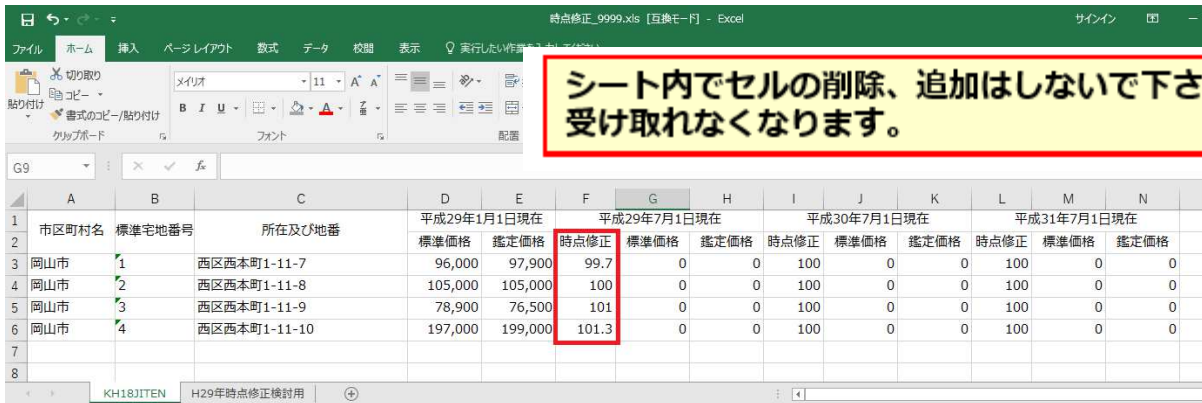 時点修正_9999.xls [互換モード] - Excel
サインイン
ファイル ホーム 挿入 ページ レイアウト 数式 データ 校閲 表示 実行したい作業を入力してください
切り取り
コピー
書式のコピー/貼り付け
貼り付け
クリップボード
メイリオ 11
B I U
フォント
配置
シート内でセルの削除、追加はしないで下さ
受け取れなくなります。
G9 fx
A B C D E F G H I J K L M N
1 市区町村名 標準宅地番号 所在及び地番 平成29年1月1日現在 平成29年7月1日現在 平成30年7月1日現在 平成31年7月1日現在
2 標準価格 鑑定価格 時点修正 標準価格 鑑定価格 時点修正 標準価格 鑑定価格 時点修正 標準価格 鑑定価格
3 岡山市 1 西区西本町1-11-7 96,000 97,900 99.7 0 0 100 0 0 100 0 0
4 岡山市 2 西区西本町1-11-8 105,000 105,000 100 0 0 100 0 0 100 0 0
5 岡山市 3 西区西本町1-11-9 78,900 76,500 101 0 0 100 0 0 100 0 0
6 岡山市 4 西区西本町1-11-10 197,000 199,000 101.3 0 0 100 0 0 100 0 0
7
8
KH18JITEN H29年時点修正検討用